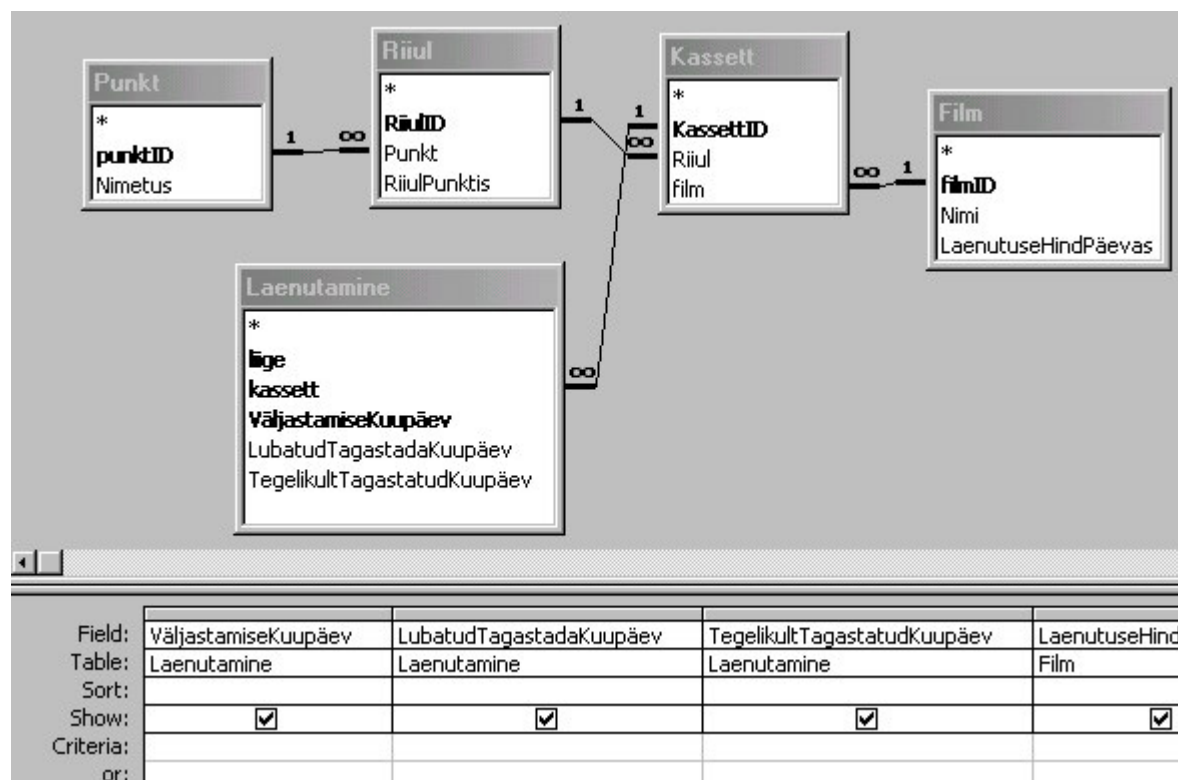 Punkt
*
punktID
Nimetus
1
∞
Riiul
*
RiiulID
Punkt
RiiulPunktis
1
1
∞
Kassett
*
KassettID
Riiul
film
∞
1
Film
*
filmID
Nimi
LaenutuseHindPäevas
Laenutamine
*
liige
kassett
VäljastamiseKuupäev
LubatudTagastadaKuupäev
TegelikultTagastatudKuupäev
∞
Field: VäljastamiseKuupäev LubatudTagastadaKuupäev TegelikultTagastatudKuupäev LaenutuseHind
Table: Laenutamine Laenutamine Laenutamine Film
Sort:
Show:
Criteria:
or: